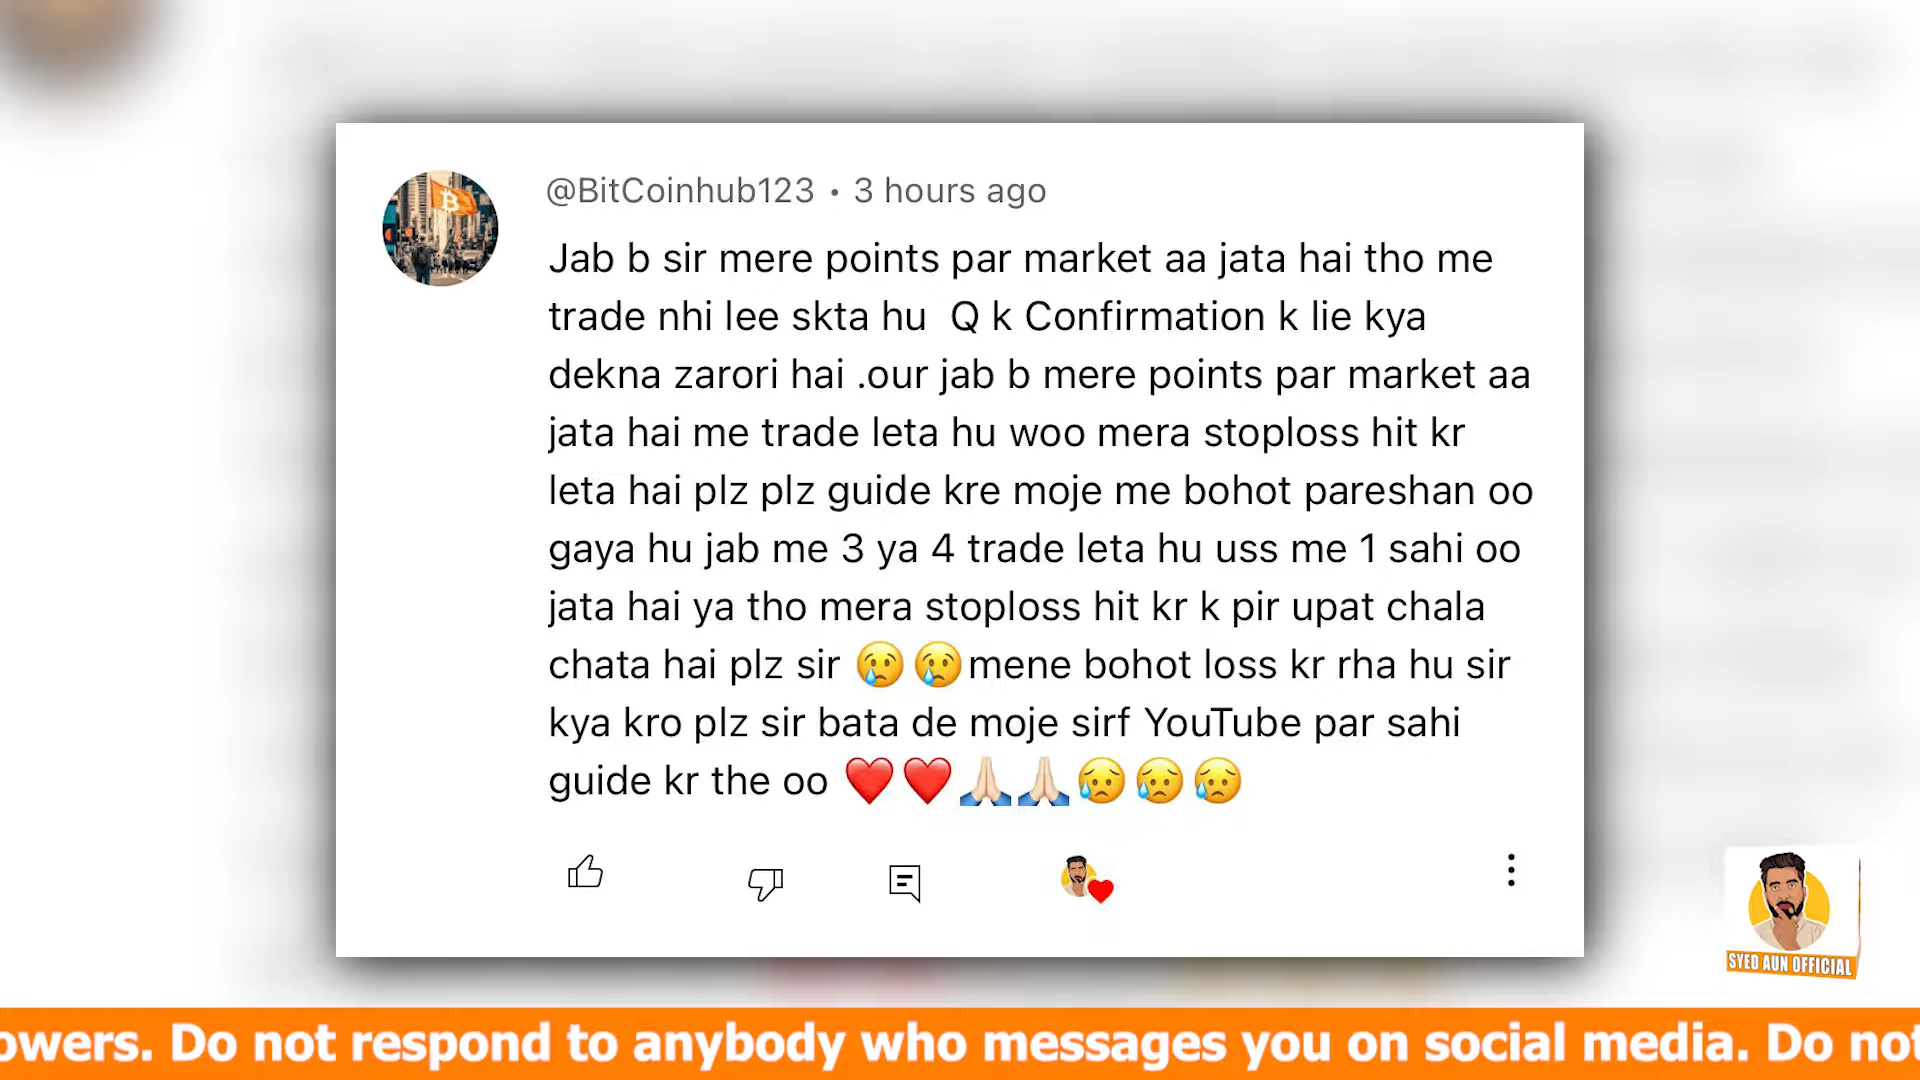 @BitCoinhub123 • 3 hours ago
Jab b sir mere points par market aa jata hai tho me
trade nhi lee skta hu  Q k Confirmation k lie kya
dekna zarori hai .our jab b mere points par market aa
jata hai me trade leta hu woo mera stoploss hit kr
leta hai plz plz guide kre moje me bohot pareshan oo
gaya hu jab me 3 ya 4 trade leta hu uss me 1 sahi oo
jata hai ya tho mera stoploss hit kr k pir upat chala
chata hai plz sir 😢😢mene bohot loss kr rha hu sir
kya kro plz sir bata de moje sirf YouTube par sahi
guide kr the oo ❤️❤️🙏🏻🙏🏻😥😥😥
SYED AUN OFFICIAL
owers. Do not respond to anybody who messages you on social media. Do not